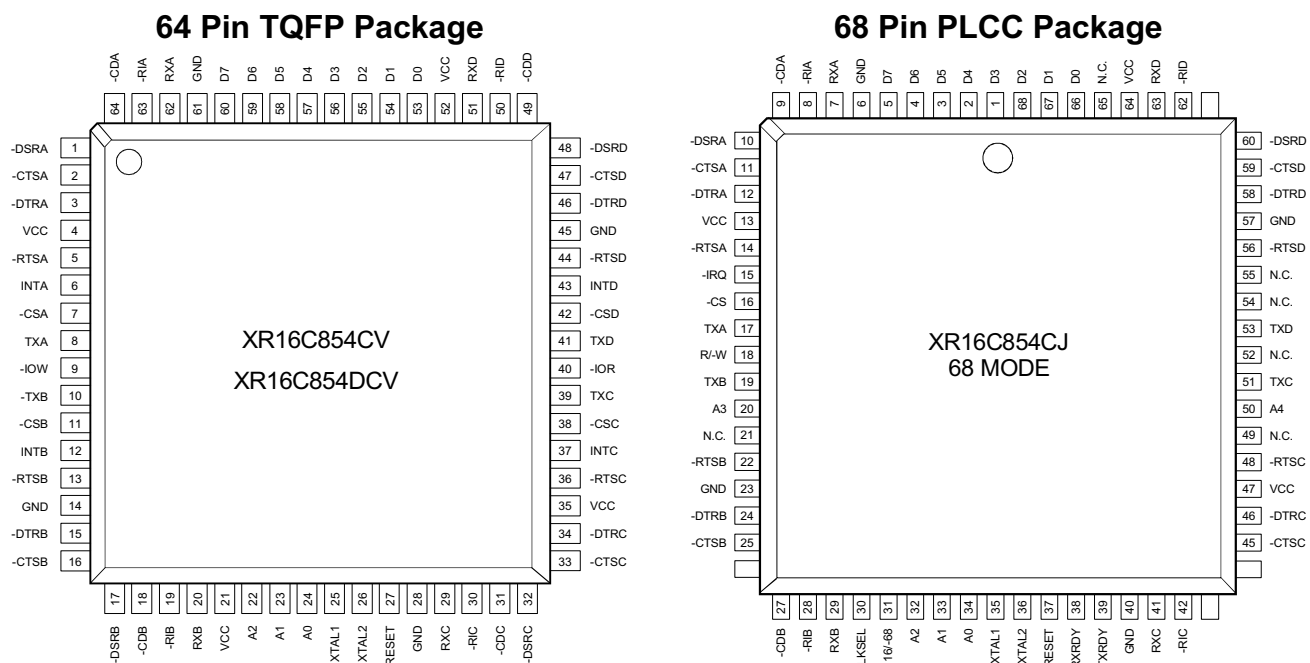 64 Pin TQFP Package
-CDA -RIA RXA GND D7 D6 D5 D4 D3 D2 D1 D0 VCC RXD -RID -CDD
64 63 62 61 60 59 58 57 56 55 54 53 52 51 50 49
-DSRA 1 48 -DSRD
-CTSA 2 47 -CTSD
-DTRA 3 46 -DTRD
VCC 4 45 GND
-RTSA 5 44 -RTSD
INTA 6 43 INTD
-CSA 7 42 -CSD
TXA 8 41 TXD
-IOW 9 40 -IOR
-TXB 10 39 TXC
-CSB 11 38 -CSC
INTB 12 37 INTC
-RTSB 13 36 -RTSC
GND 14 35 VCC
-DTRB 15 34 -DTRC
-CTSB 16 33 -CTSC
XR16C854CV
XR16C854DCV
17 18 19 20 21 22 23 24 25 26 27 28 29 30 31 32
-DSRB -CDB -RIB RXB VCC A2 A1 A0 XTAL1 XTAL2 RESET GND RXC -RIC -CDC -DSRC
68 Pin PLCC Package
-CDA -RIA RXA GND D7 D6 D5 D4 D3 D2 D1 D0 N.C. VCC RXD -RID
9 8 7 6 5 4 3 2 1 68 67 66 65 64 63 62
-DSRA 10 60 -DSRD
-CTSA 11 59 -CTSD
-DTRA 12 58 -DTRD
VCC 13 57 GND
-RTSA 14 56 -RTSD
-IRQ 15 55 N.C.
-CS 16 54 N.C.
TXA 17 53 TXD
R/-W 18 52 N.C.
TXB 19 51 TXC
A3 20 50 A4
N.C. 21 49 N.C.
-RTSB 22 48 -RTSC
GND 23 47 VCC
-DTRB 24 46 -DTRC
-CTSB 25 45 -CTSC
XR16C854CJ
68 MODE
27 28 29 30 31 32 33 34 35 36 37 38 39 40 41 42
-CDB -RIB RXB LKSEL 16/-68 A2 A1 A0 XTAL1 XTAL2 RESET RXRDY TXRDY GND RXC -RIC